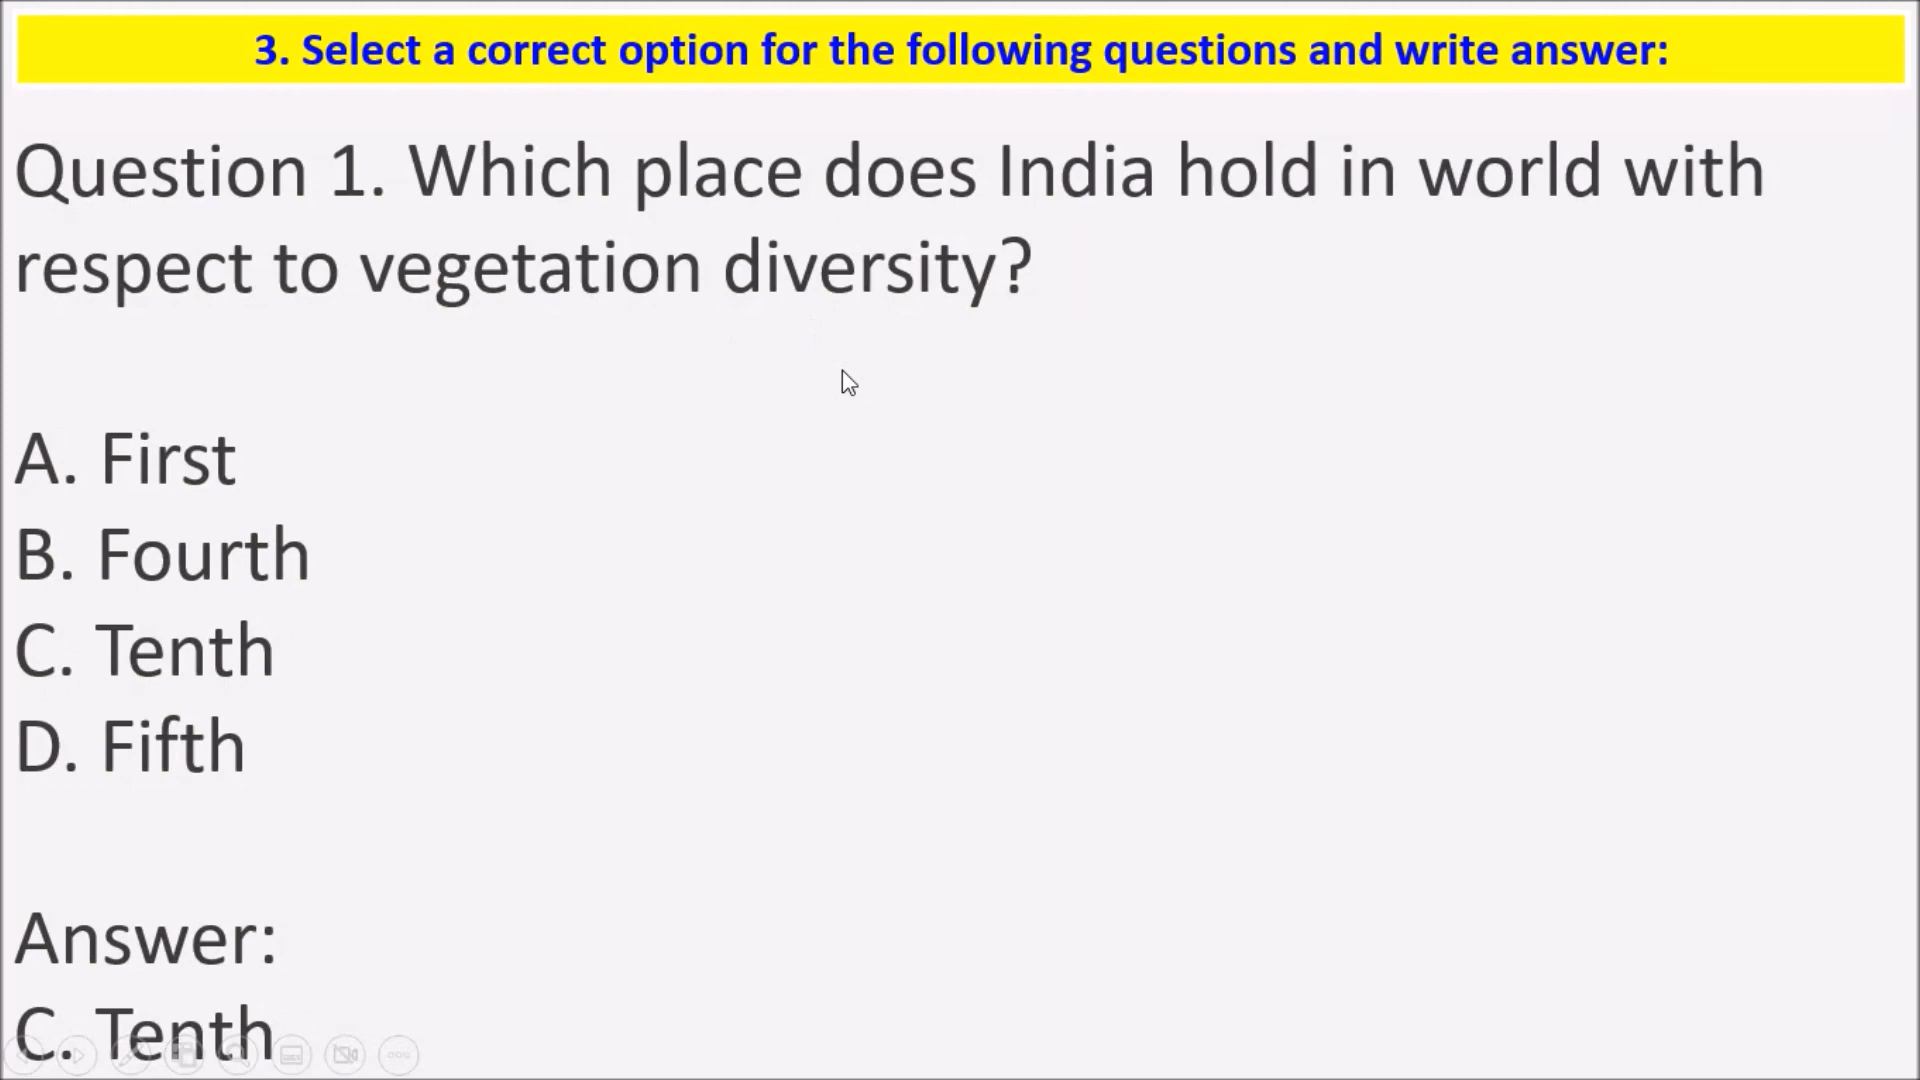 3. Select a correct option for the following questions and write answer:
Question 1. Which place does India hold in world with
respect to vegetation diversity?
A. First
B. Fourth
C. Tenth
D. Fifth
Answer:
C. Tenth